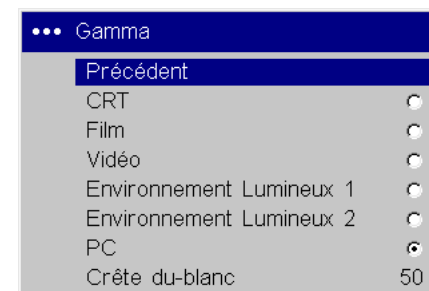 ••• Gamma
Précédent
CRT
Film
Vidéo
Environnement Lumineux 1
Environnement Lumineux 2
PC
Crête du-blanc 50